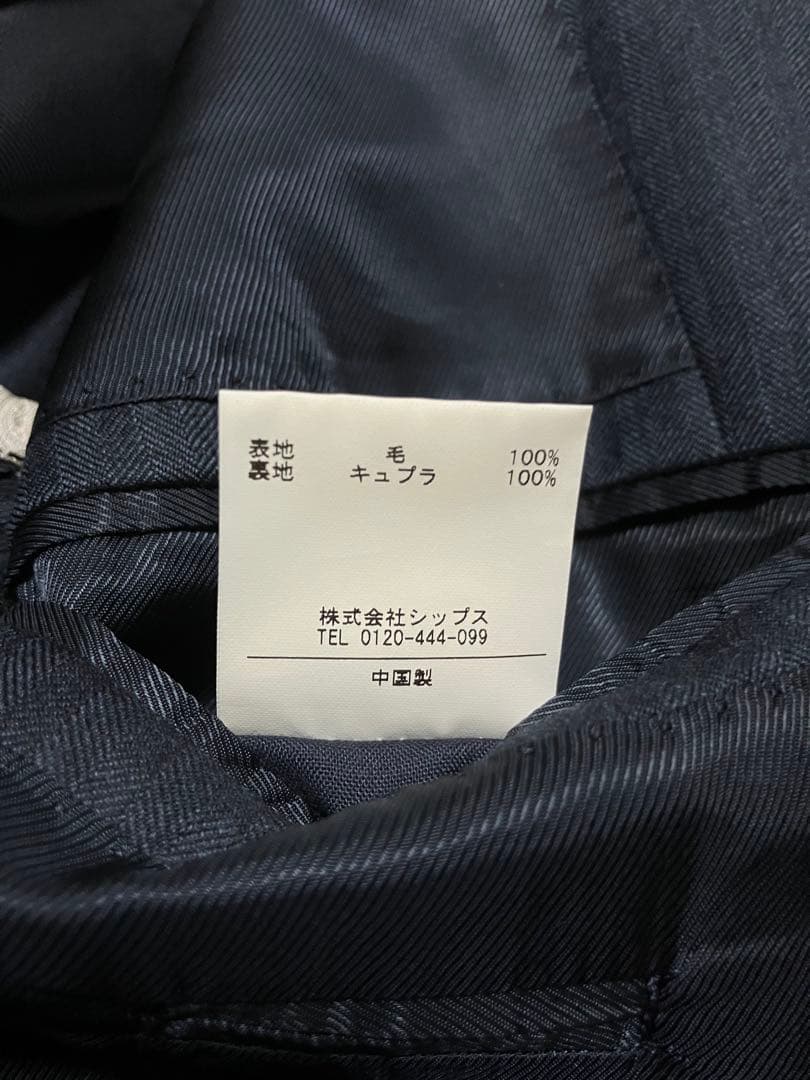 表地 毛 100%
裏地 キュプラ 100%
株式会社シップス
TEL 0120-444-099
中国製